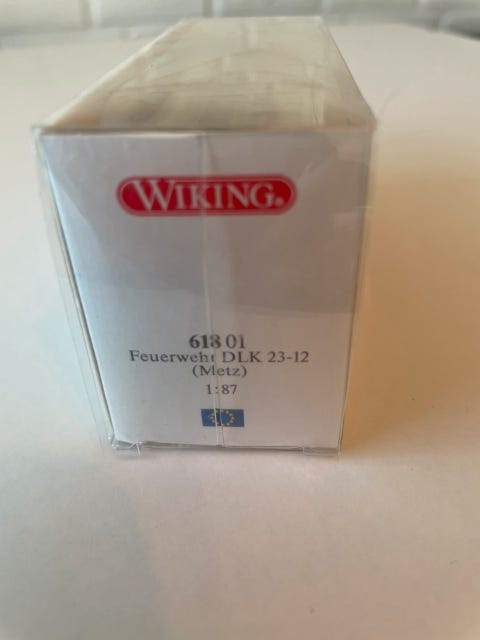 WIKING®
618 01
Feuerwehr DLK 23-12
(Metz)
1:87